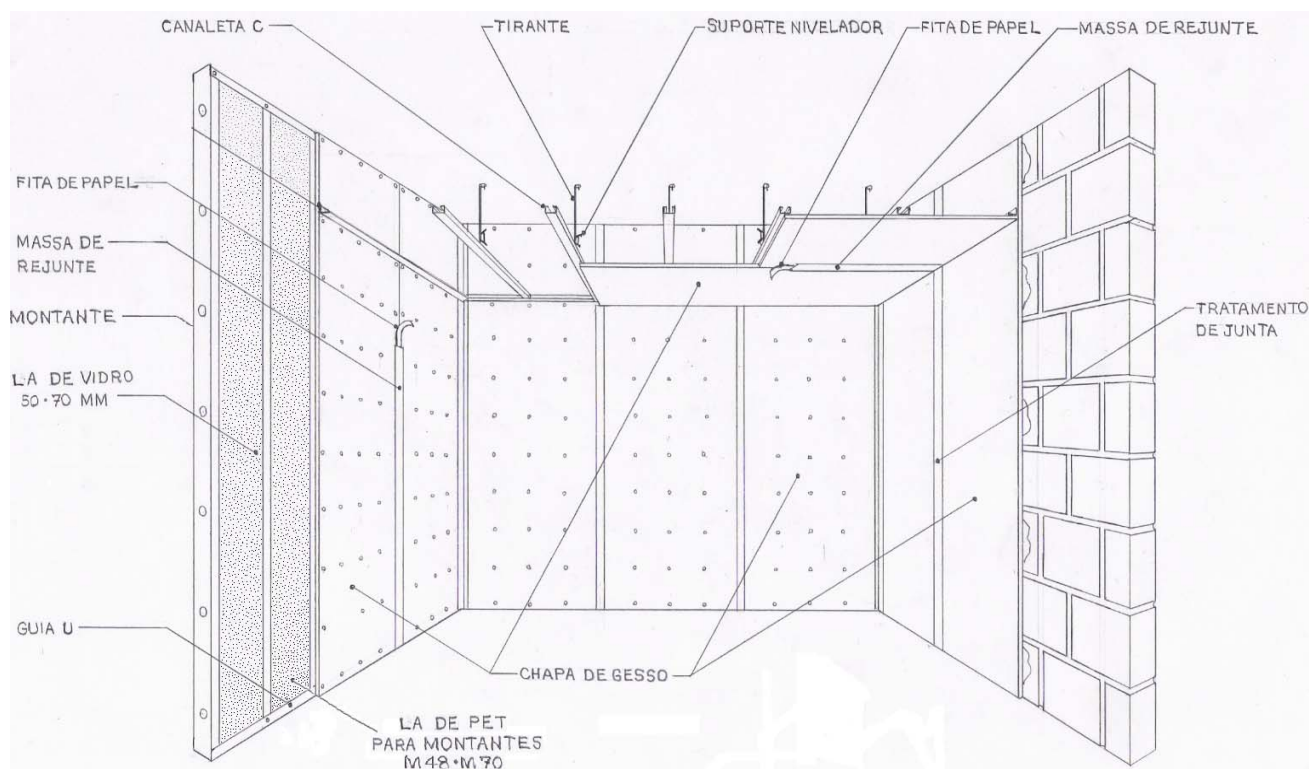 CANALETA C
TIRANTE
SUPORTE NIVELADOR
FITA DE PAPEL
MASSA DE REJUNTE
FITA DE PAPEL
MASSA DE
REJUNTE
MONTANTE
LA DE VIDRO
50·70 MM
TRATAMENTO
DE JUNTA
GUIA U
CHAPA DE GESSO
LA DE PET
PARA MONTANTES
M48·M70